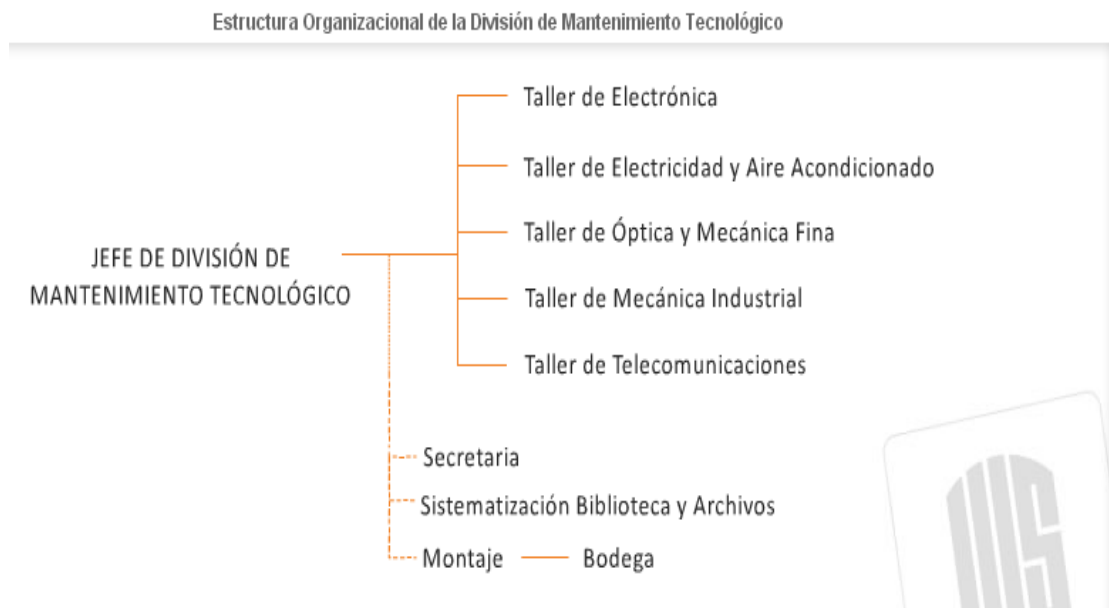 Estructura Organizacional de la División de Mantenimiento Tecnológico
Taller de Electrónica
Taller de Electricidad y Aire Acondicionado
Taller de Óptica y Mecánica Fina
JEFE DE DIVISIÓN DE
MANTENIMIENTO TECNOLÓGICO
Taller de Mecánica Industrial
Taller de Telecomunicaciones
Secretaria
Sistematización Biblioteca y Archivos
Montaje Bodega